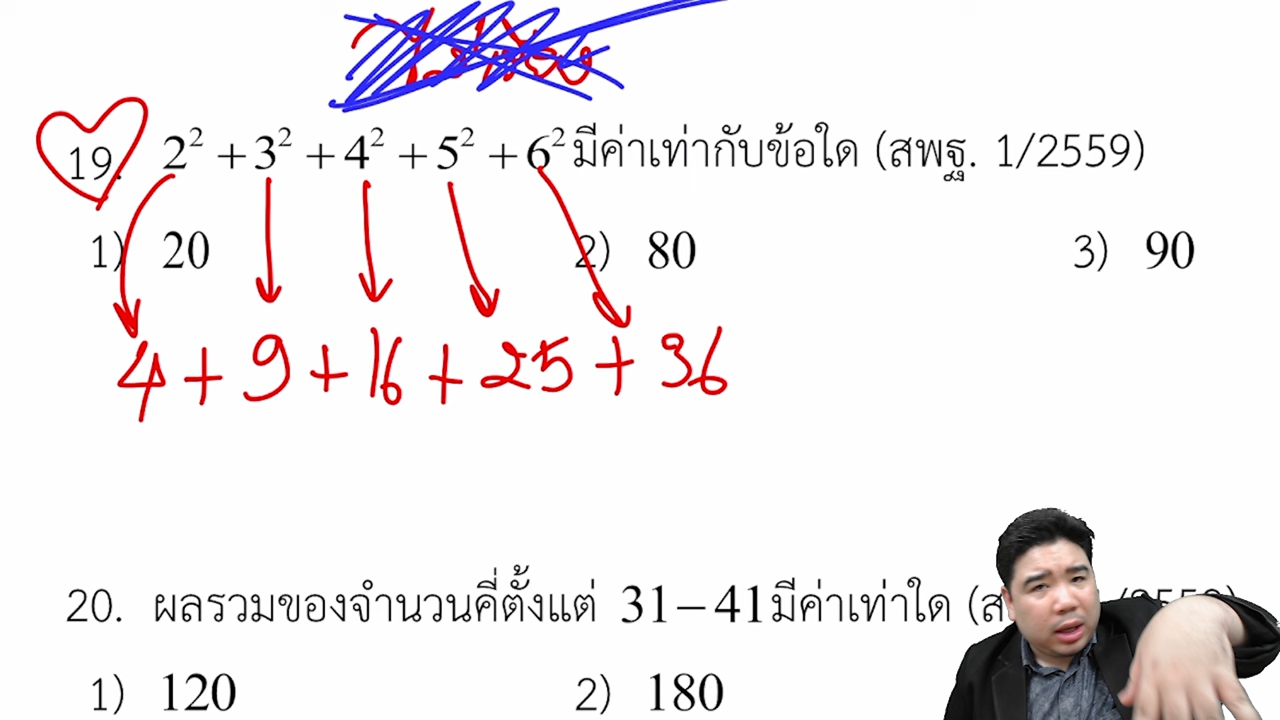 19. 2² + 3² + 4² + 5² + 6² มีค่าเท่ากับข้อใด (สพฐ. 1/2559)
1) 20 2) 80 3) 90
4 + 9 + 16 + 25 + 36
20. ผลรวมของจำนวนคี่ตั้งแต่ 31-41 มีค่าเท่าใด (ส
1) 120 2) 180